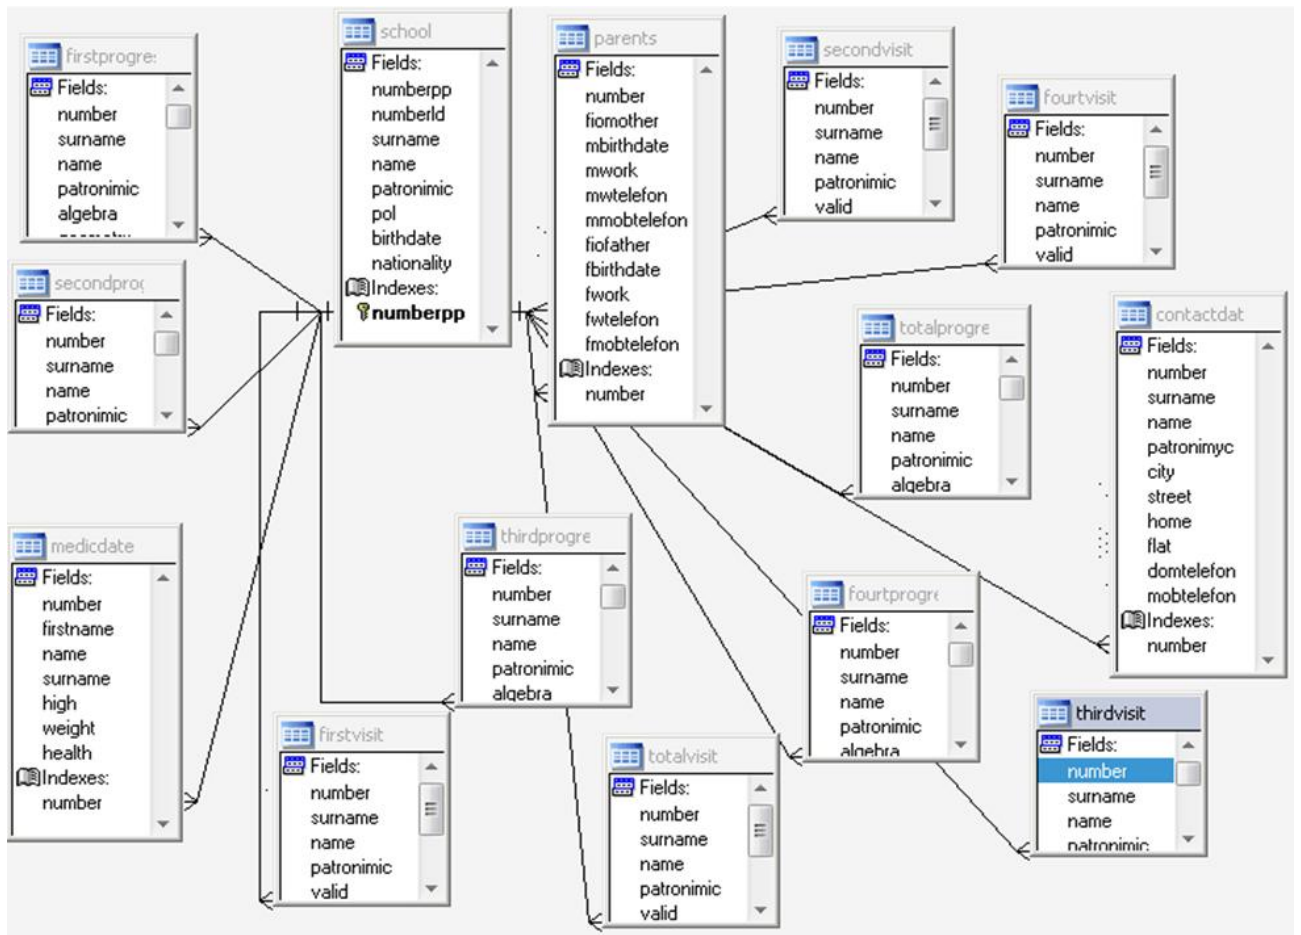 firstprogre
Fields:
number
surname
name
patronimic
algebra
school
Fields:
numberpp
numberld
surname
name
patronimic
pol
birthdate
nationality
Indexes:
numberpp
parents
Fields:
number
fiomother
mbirthdate
mwork
mwtelefon
mmobtelefon
fiofather
fbirthdate
fwork
fwtelefon
fmobtelefon
Indexes:
number
secondvisit
Fields:
number
surname
name
patronimic
valid
fourtvisit
Fields:
number
surname
name
patronimic
valid
secondprog
Fields:
number
surname
name
patronimic
totalprogre
Fields:
number
surname
name
patronimic
algebra
contactdat
Fields:
number
surname
name
patronimyc
city
street
home
flat
domtelefon
mobtelefon
Indexes:
number
medicdate
Fields:
number
firstname
name
surname
high
weight
health
Indexes:
number
thirdprogre
Fields:
number
surname
name
patronimic
algebra
fourtprogre
Fields:
number
surname
name
patronimic
algebra
firstvisit
Fields:
number
surname
name
patronimic
valid
totalvisit
Fields:
number
surname
name
patronimic
valid
thirdvisit
Fields:
number
surname
name
patronimic